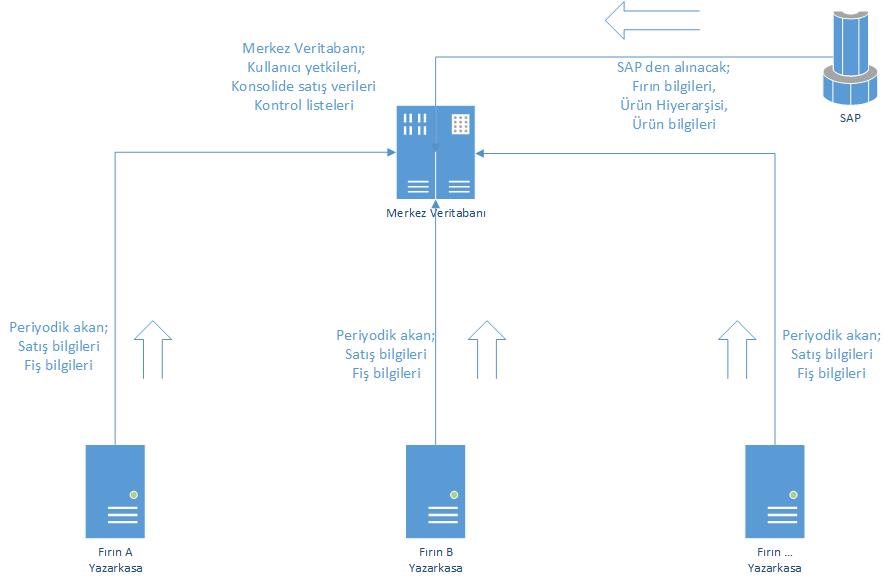 Merkez Veritabanı;
Kullanıcı yetkileri,
Konsolide satış verileri
Kontrol listeleri
SAP den alınacak;
Fırın bilgileri,
Ürün Hiyerarşisi,
Ürün bilgileri
SAP
Merkez Veritabanı
Periyodik akan;
Satış bilgileri
Fiş bilgileri
Periyodik akan;
Satış bilgileri
Fiş bilgileri
Periyodik akan;
Satış bilgileri
Fiş bilgileri
Fırın A
Yazarkasa
Fırın B
Yazarkasa
Fırın ...
Yazarkasa